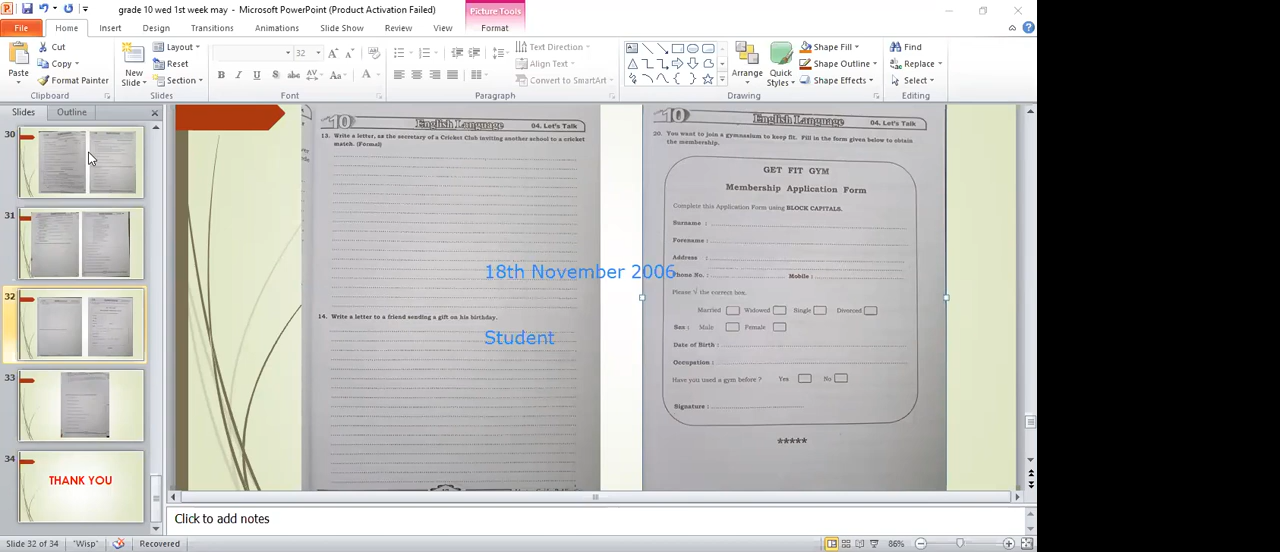 grade 10 wed 1st week may - Microsoft PowerPoint (Product Activation Failed)
Picture Tools
File Home Insert Design Transitions Animations Slide Show Review View Format
Paste
Cut
Copy
Format Painter
Clipboard
New Slide
Layout
Reset
Section
Slides
32
Font
Text Direction
Align Text
Convert to SmartArt
Paragraph
Arrange
Quick Styles
Shape Fill
Shape Outline
Shape Effects
Drawing
Find
Replace
Select
Editing
Slides Outline
30
31
32
33
34
THANK YOU
10 English Language 04. Let's Talk
13. Write a letter, as the secretary of a Cricket Club inviting another school to a cricket
match. (Formal)
14. Write a letter to a friend sending a gift on his birthday.
18th November 2006
Student
10 English Language 04. Let's Talk
20. You want to join a gymnasium to keep fit. Fill in the form given below to obtain
the membership.
GET FIT GYM
Membership Application Form
Complete this Application Form using BLOCK CAPITALS.
Surname :
Forename :
Address :
Phone No. : Mobile :
Please √ the correct box.
Married Widowed Single Divorced
Sex : Male Female
Date of Birth :
Occupation :
Have you used a gym before ? Yes No
Signature :
*****
Click to add notes
Slide 32 of 34 "Wisp" Recovered 86%